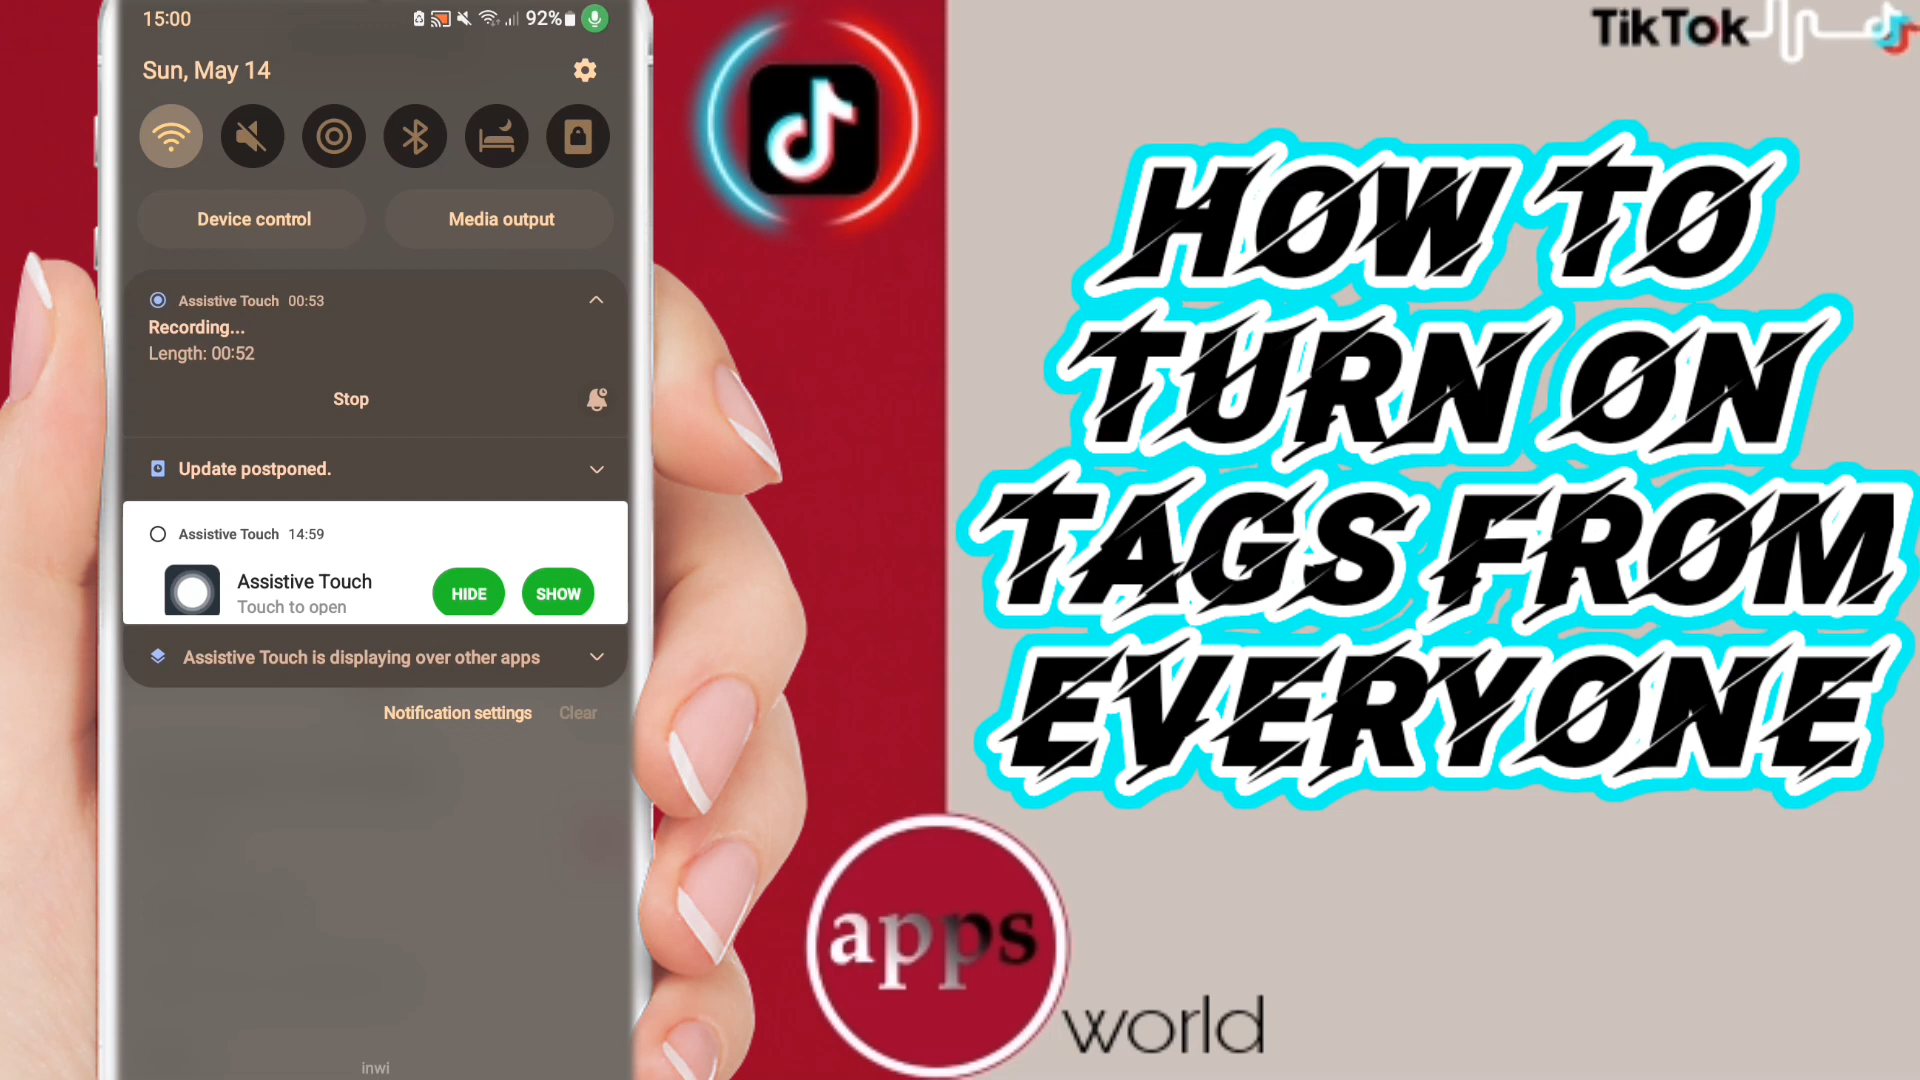 15:00
92%
Sun, May 14
Device control
Media output
Assistive Touch 00:53
Recording...
Length: 00:52
Stop
Update postponed.
Assistive Touch 14:59
Assistive Touch
Touch to open
HIDE
SHOW
Assistive Touch is displaying over other apps
Notification settings
Clear
inwi
TikTok
HOW TO
TURN ON
TAGS FROM
EVERYONE
apps
world